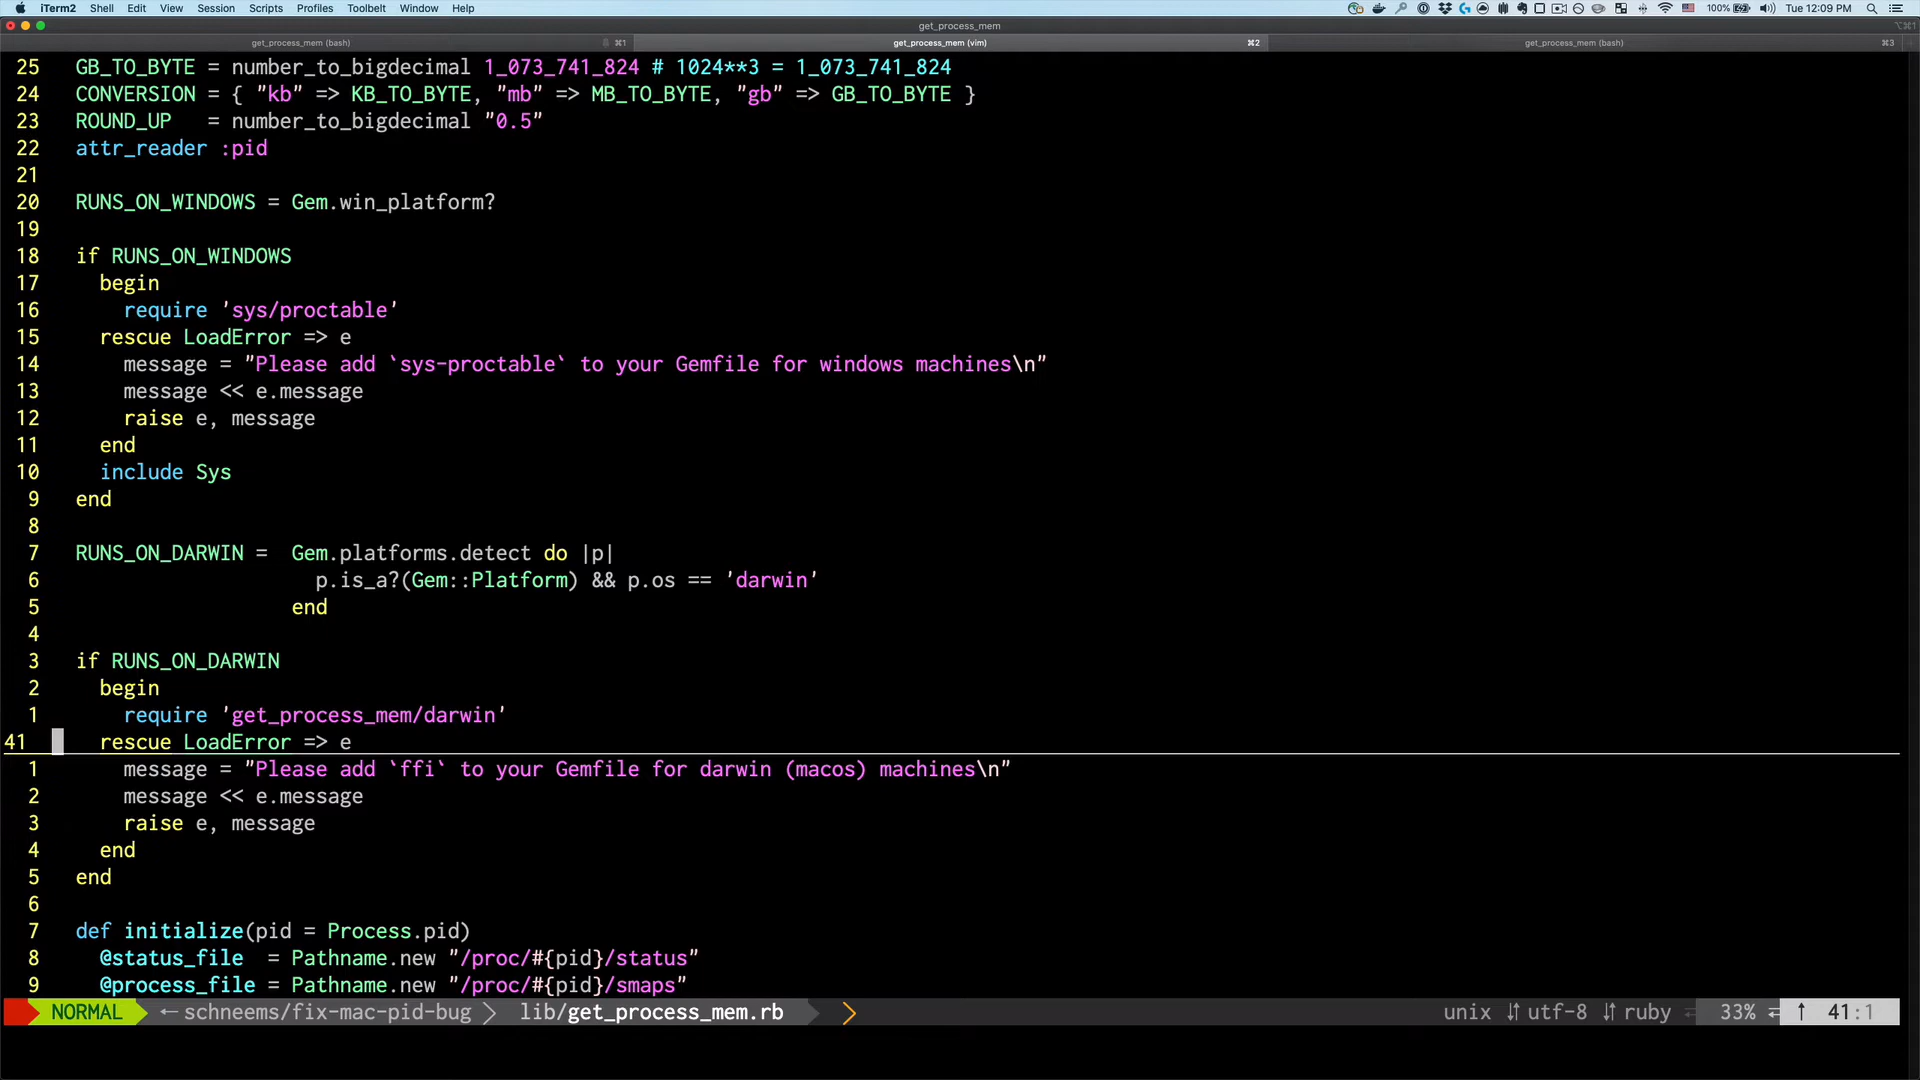 iTerm2 Shell Edit View Session Scripts Profiles Toolbelt Window Help 100% Tue 12:09 PM
get_process_mem ⌥⌘1
get_process_mem (bash) ⌘1 get_process_mem (vim) ⌘2 get_process_mem (bash) ⌘3
25 GB_TO_BYTE = number_to_bigdecimal 1_073_741_824 # 1024**3 = 1_073_741_824
24 CONVERSION = { "kb" => KB_TO_BYTE, "mb" => MB_TO_BYTE, "gb" => GB_TO_BYTE }
23 ROUND_UP   = number_to_bigdecimal "0.5"
22 attr_reader :pid
21
20 RUNS_ON_WINDOWS = Gem.win_platform?
19
18 if RUNS_ON_WINDOWS
17   begin
16     require 'sys/proctable'
15   rescue LoadError => e
14     message = "Please add `sys-proctable` to your Gemfile for windows machines\n"
13     message << e.message
12     raise e, message
11   end
10   include Sys
9 end
8
7 RUNS_ON_DARWIN =  Gem.platforms.detect do |p|
6                     p.is_a?(Gem::Platform) && p.os == 'darwin'
5                   end
4
3 if RUNS_ON_DARWIN
2   begin
1     require 'get_process_mem/darwin'
41   rescue LoadError => e
1     message = "Please add `ffi` to your Gemfile for darwin (macos) machines\n"
2     message << e.message
3     raise e, message
4   end
5 end
6
7 def initialize(pid = Process.pid)
8   @status_file  = Pathname.new "/proc/#{pid}/status"
9   @process_file = Pathname.new "/proc/#{pid}/smaps"
NORMAL ← schneems/fix-mac-pid-bug lib/get_process_mem.rb unix utf-8 ruby 33% 41:1